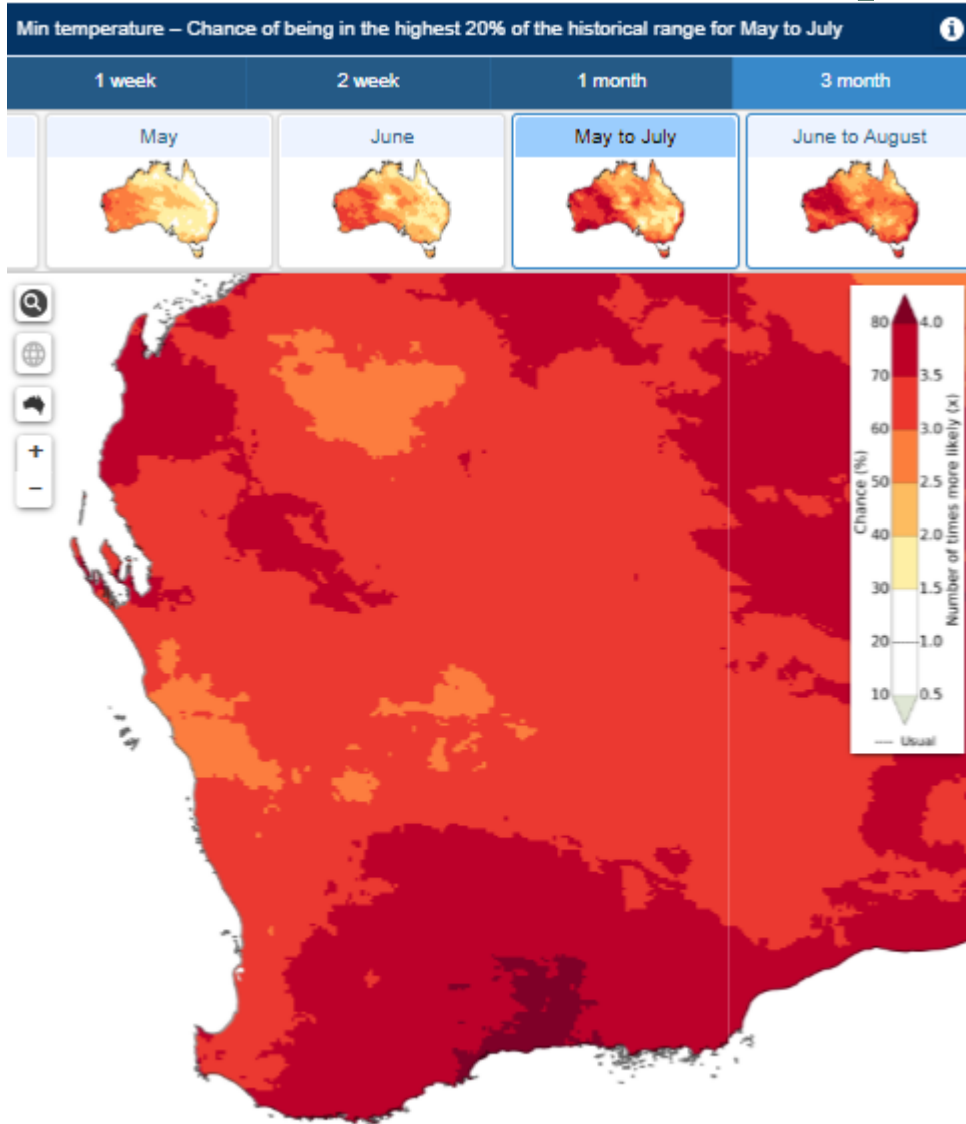 Min temperature – Chance of being in the highest 20% of the historical range for May to July
1 week
2 week
1 month
3 month
May
June
May to July
June to August
+
−
Chance (%)
80
70
60
50
40
30
20
10
4.0
3.5
3.0
2.5
2.0
1.5
1.0
0.5
Number of times more likely (x)
Usual